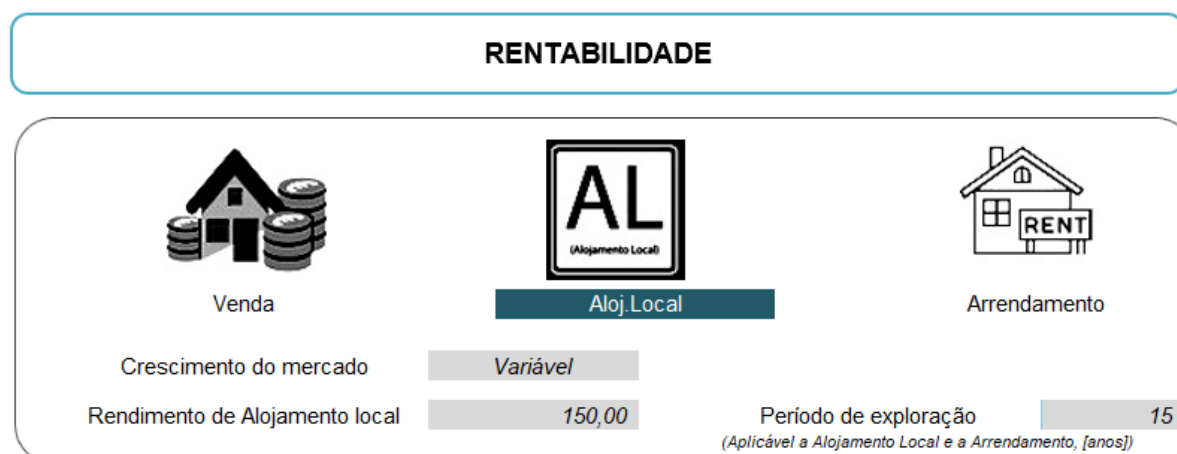 RENTABILIDADE
AL
(Alojamento Local)
RENT
Venda
Aloj.Local
Arrendamento
Crescimento do mercado
Variável
Rendimento de Alojamento local
150,00
Período de exploração
15
(Aplicável a Alojamento Local e a Arrendamento, [anos])